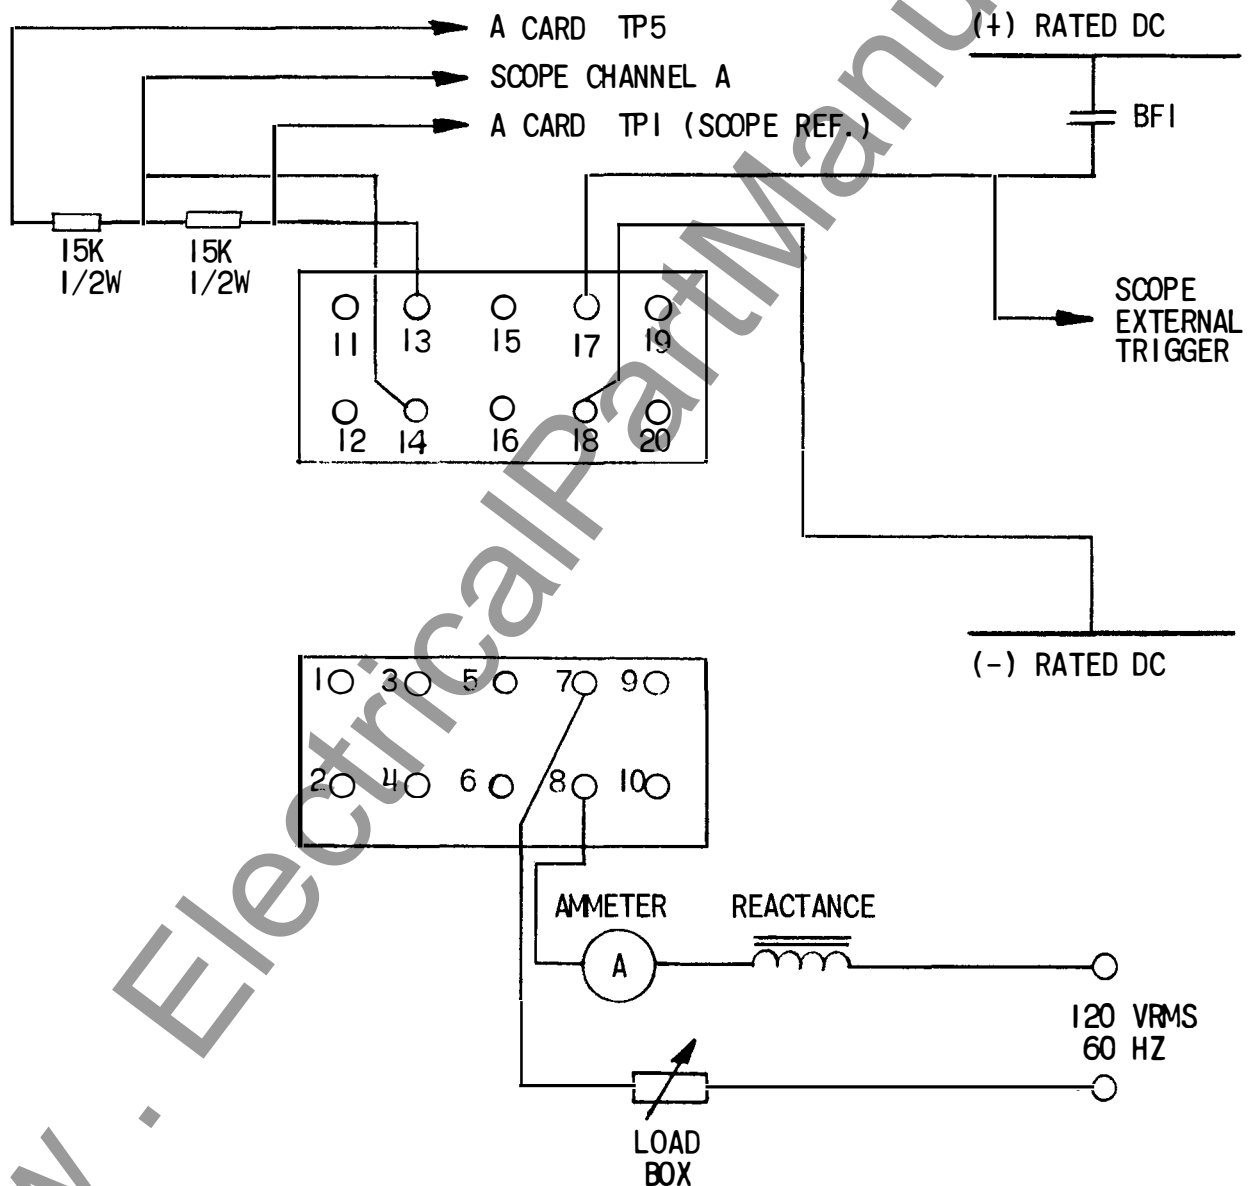 A CARD TP5
(+) RATED DC
SCOPE CHANNEL A
A CARD TP1 (SCOPE REF.)
BFI
15K
1/2W
15K
1/2W
SCOPE
EXTERNAL
TRIGGER
11 13 15 17 19
12 14 16 18 20
(-) RATED DC
1 3 5 7 9
2 4 6 8 10
AMMETER
REACTANCE
A
120 VRMS
60 HZ
LOAD
BOX
w . ElectricalPartManu